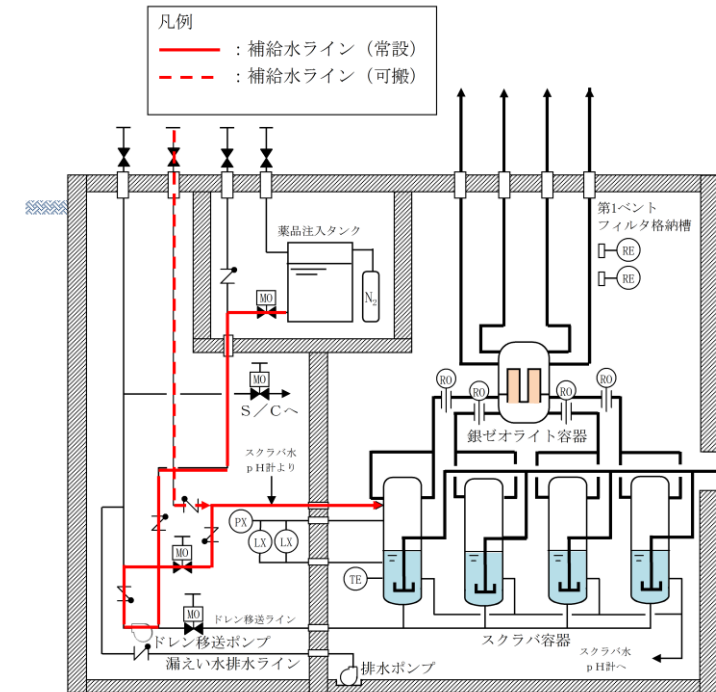 凡例
：補給水ライン（常設）
：補給水ライン（可搬）
第1ベント
フィルタ格納槽
RE
RE
薬品注入タンク
N₂
MO
MO
S／Cへ
RO
RO
RO
RO
銀ゼオライト容器
スクラバ水
pH計より
PX
LX
LX
MO
TE
MO
ドレン移送ライン
ドレン移送ポンプ
漏えい水排水ライン
排水ポンプ
スクラバ容器
スクラバ水
pH計へ